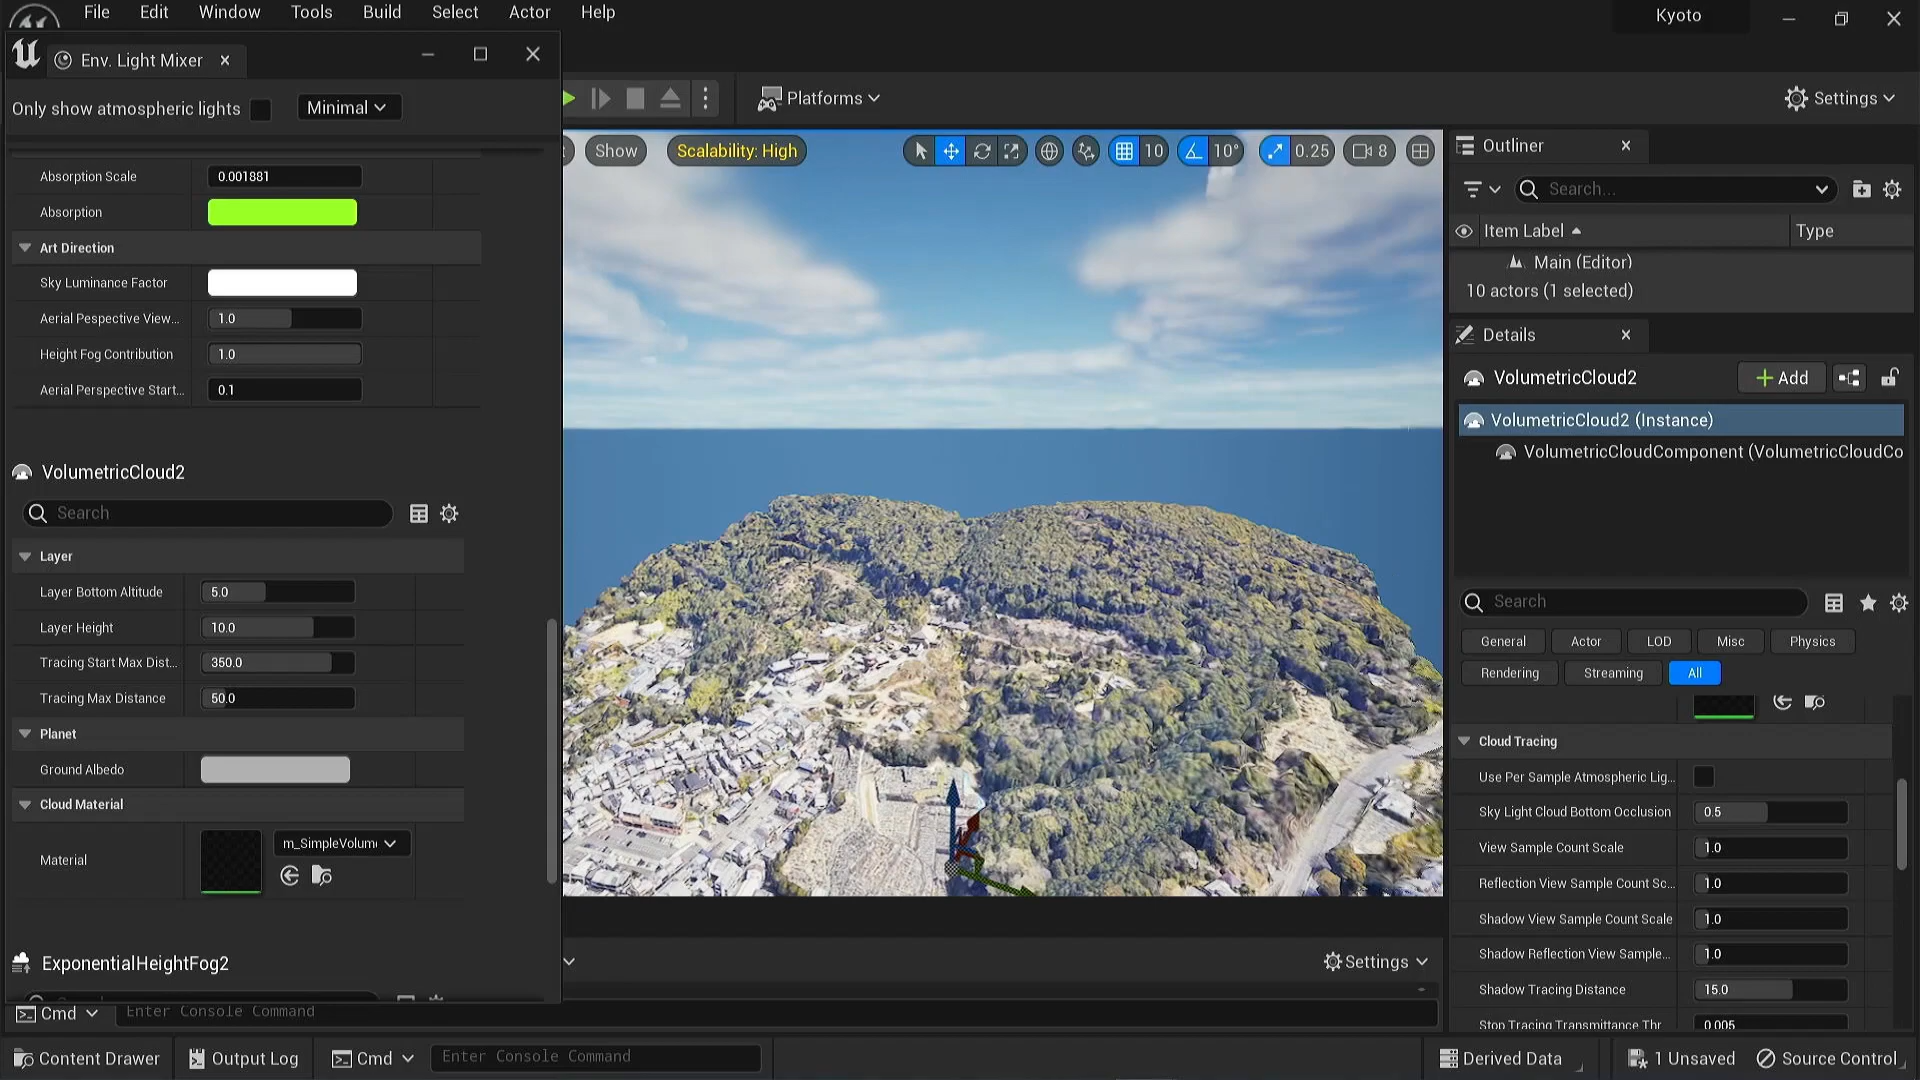 File Edit Window Tools Build Select Actor Help
Kyoto
Env. Light Mixer
Only show atmospheric lights Minimal
Absorption Scale 0.001881
Absorption
Art Direction
Sky Luminance Factor
Aerial Pespective View... 1.0
Height Fog Contribution 1.0
Aerial Perspective Start... 0.1
VolumetricCloud2
Search
Layer
Layer Bottom Altitude 5.0
Layer Height 10.0
Tracing Start Max Dist... 350.0
Tracing Max Distance 50.0
Planet
Ground Albedo
Cloud Material
Material m_SimpleVolum
ExponentialHeightFog2
Cmd Enter Console Command
Platforms
Settings
Show Scalability: High 10 10° 0.25 8
Settings
Outliner
Search...
Item Label Type
Main (Editor)
10 actors (1 selected)
Details
VolumetricCloud2 Add
VolumetricCloud2 (Instance)
VolumetricCloudComponent (VolumetricCloudCo
Search
General Actor LOD Misc Physics
Rendering Streaming All
Cloud Tracing
Use Per Sample Atmospheric Lig...
Sky Light Cloud Bottom Occlusion 0.5
View Sample Count Scale 1.0
Reflection View Sample Count Sc... 1.0
Shadow View Sample Count Scale 1.0
Shadow Reflection View Sample... 1.0
Shadow Tracing Distance 15.0
Stop Tracing Transmittance Thr 0.005
Content Drawer Output Log Cmd Enter Console Command
Derived Data 1 Unsaved Source Control